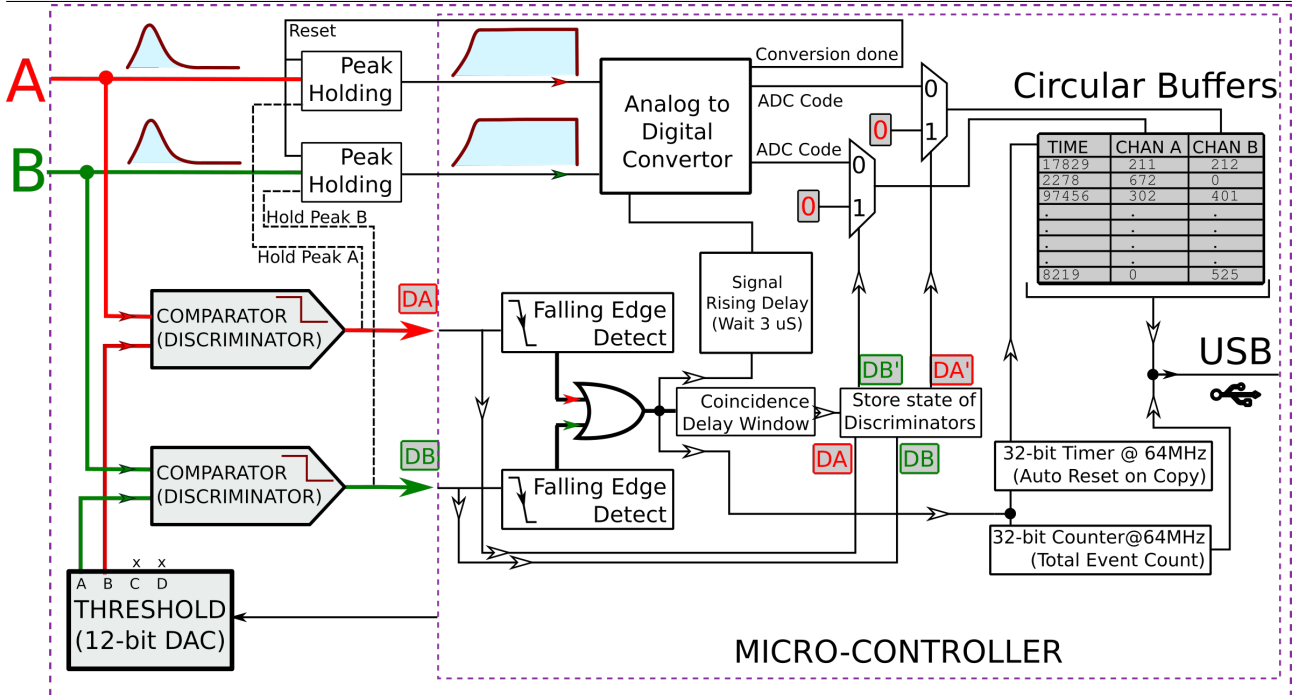 Reset
A
Peak
Holding
Conversion done
Analog to
Digital
Convertor
ADC Code
0
1
0
Circular Buffers
B
Peak
Holding
ADC Code
0
1
0
TIME CHAN A CHAN B
17829 211 212
2278 672 0
97456 302 401
. . .
. . .
. . .
. . .
8219 0 525
Hold Peak B
Hold Peak A
COMPARATOR
(DISCRIMINATOR)
DA
Falling Edge
Detect
Signal
Rising Delay
(Wait 3 uS)
USB
DB'
DA'
Coincidence
Delay Window
Store state of
Discriminators
DA
DB
COMPARATOR
(DISCRIMINATOR)
DB
Falling Edge
Detect
32-bit Timer @ 64MHz
(Auto Reset on Copy)
32-bit Counter@64MHz
(Total Event Count)
x x
A B C D
THRESHOLD
(12-bit DAC)
MICRO-CONTROLLER